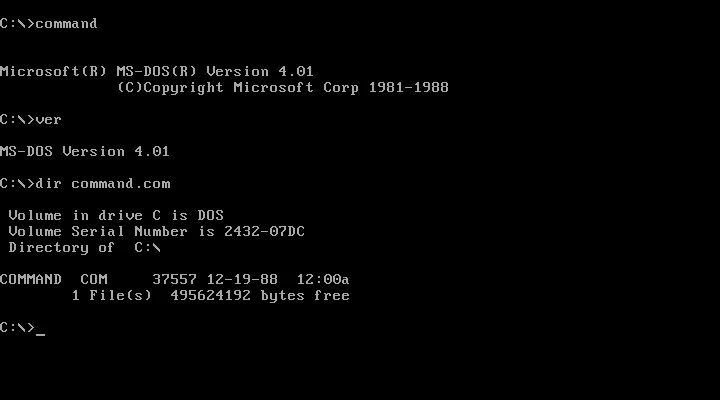 C:\>command
Microsoft(R) MS-DOS(R) Version 4.01
(C)Copyright Microsoft Corp 1981-1988
C:\>ver
MS-DOS Version 4.01
C:\>dir command.com
Volume in drive C is DOS
Volume Serial Number is 2432-07DC
Directory of  C:\
COMMAND  COM     37557 12-19-88  12:00a
1 File(s)  495624192 bytes free
C:\>_